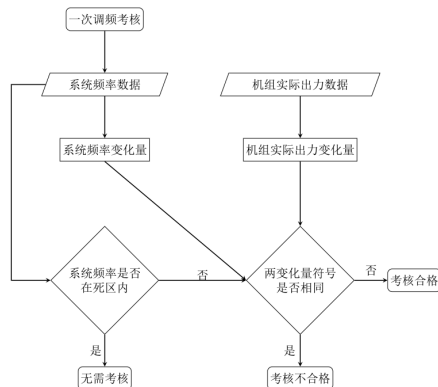 一次调频考核
系统频率数据
机组实际出力数据
系统频率变化量
机组实际出力变化量
系统频率是否
在死区内
否
两变化量符号
是否相同
否
考核合格
是
是
无需考核
考核不合格